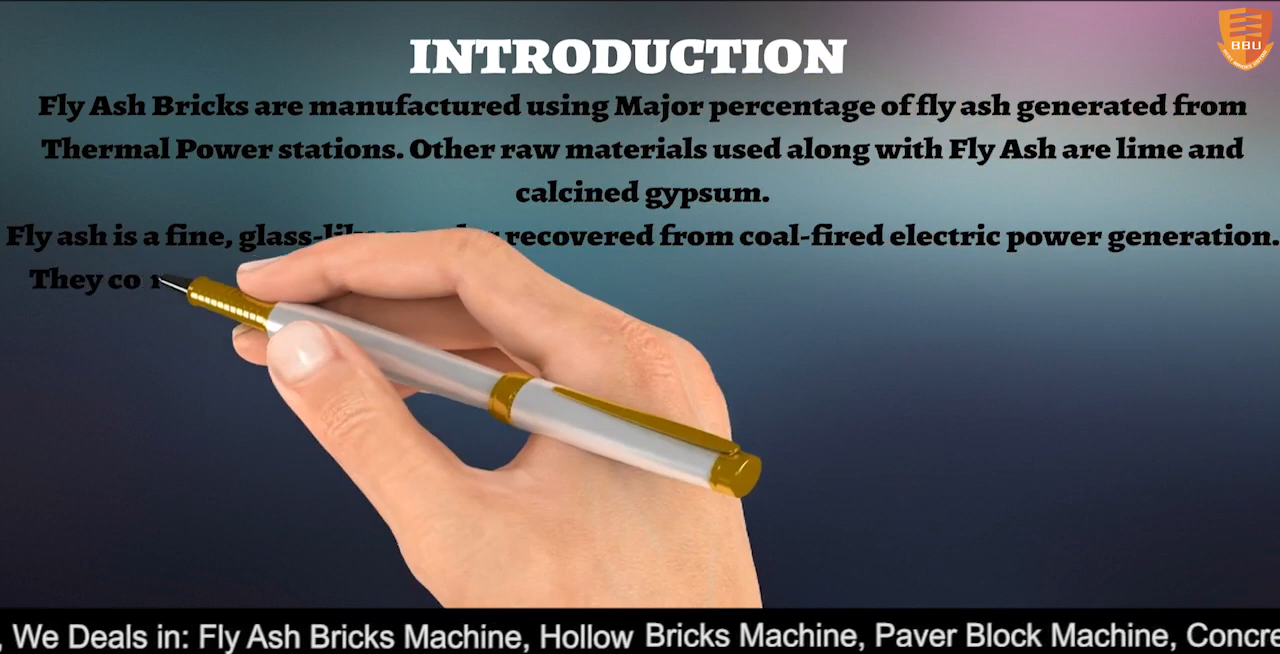 BBU
INTRODUCTION
Fly Ash Bricks are manufactured using Major percentage of fly ash generated from
Thermal Power stations. Other raw materials used along with Fly Ash are lime and
calcined gypsum.
Fly ash is a fine, recovered from coal-fired electric power generation.
They
, We Deals in: Fly Ash Bricks Machine, Hollow Bricks Machine, Paver Block Machine, Concre